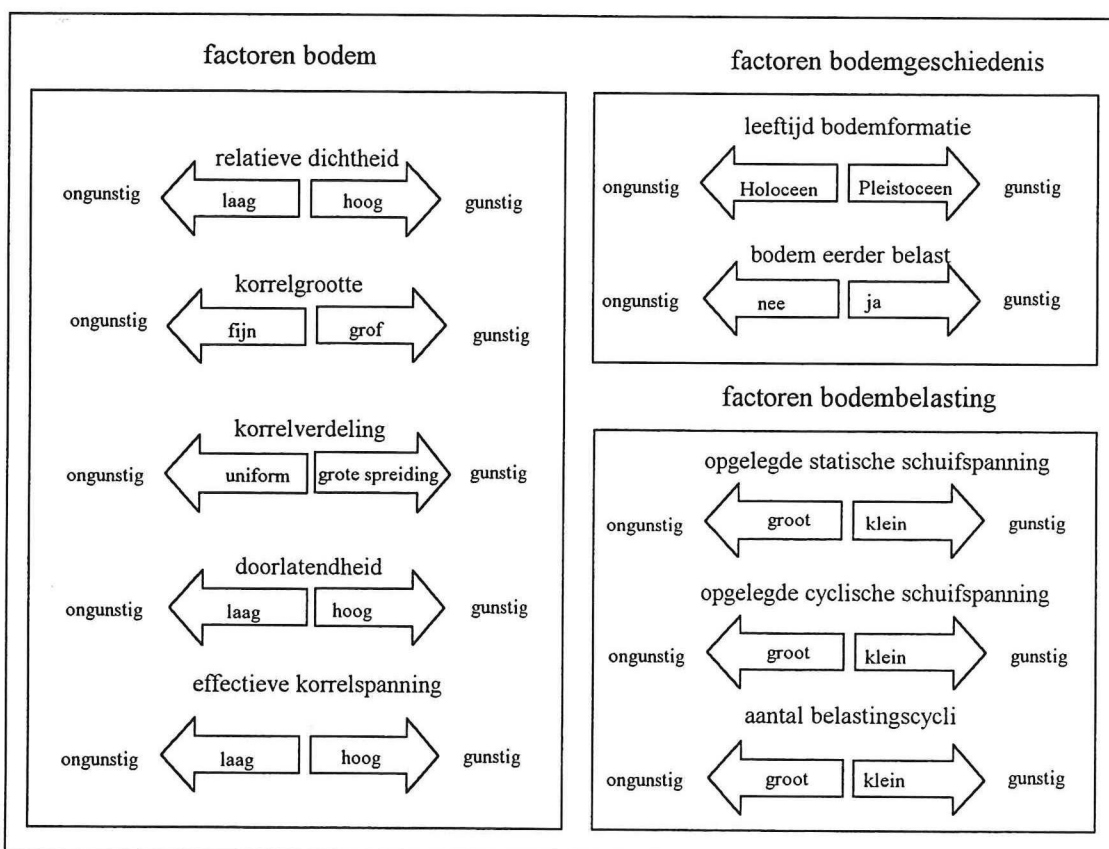 factoren bodem
relatieve dichtheid
ongunstig laag hoog gunstig
korrelgrootte
ongunstig fijn grof gunstig
korrelverdeling
ongunstig uniform grote spreiding gunstig
doorlatendheid
ongunstig laag hoog gunstig
effectieve korrelspanning
ongunstig laag hoog gunstig
factoren bodemgeschiedenis
leeftijd bodemformatie
ongunstig Holoceen Pleistoceen gunstig
bodem eerder belast
ongunstig nee ja gunstig
factoren bodembelasting
opgelegde statische schuifspanning
ongunstig groot klein gunstig
opgelegde cyclische schuifspanning
ongunstig groot klein gunstig
aantal belastingscycli
ongunstig groot klein gunstig